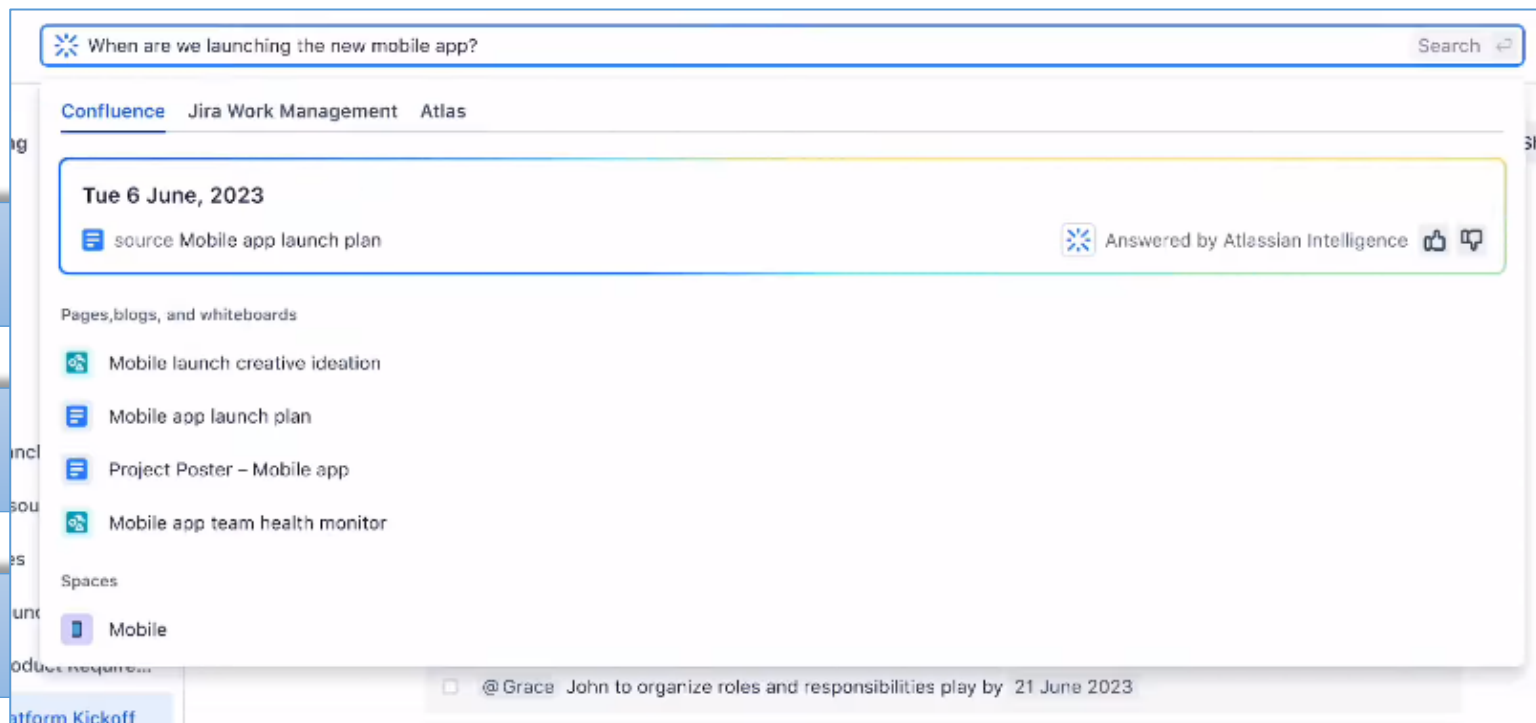 When are we launching the new mobile app?
Search
Confluence Jira Work Management Atlas
Tue 6 June, 2023
source Mobile app launch plan
Answered by Atlassian Intelligence
Pages,blogs, and whiteboards
Mobile launch creative ideation
Mobile app launch plan
Project Poster – Mobile app
Mobile app team health monitor
Spaces
Mobile
@Grace John to organize roles and responsibilities play by 21 June 2023
Kickoff